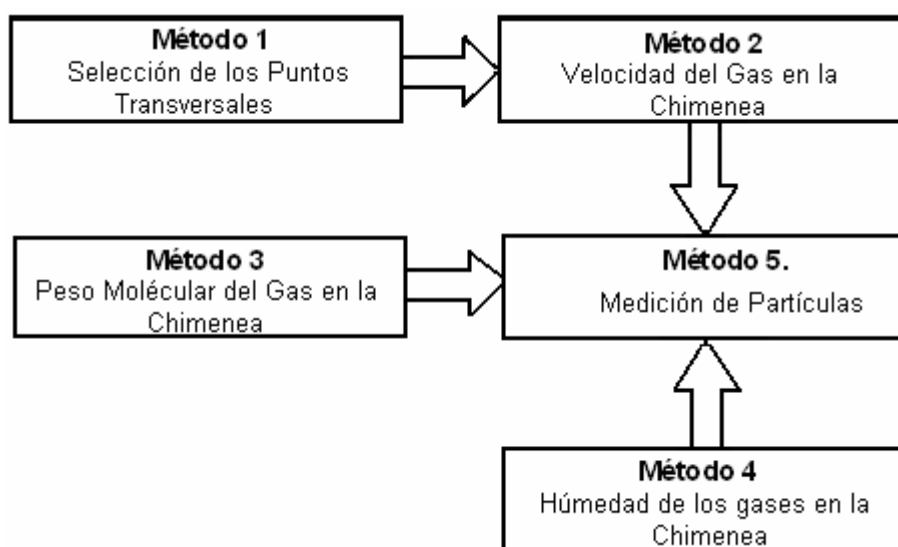 Método 1
Selección de los Puntos
Transversales
Método 2
Velocidad del Gas en la
Chimenea
Método 3
Peso Molécular del Gas en la
Chimenea
Método 5.
Medición de Partículas
Método 4
Húmedad de los gases en la
Chimenea